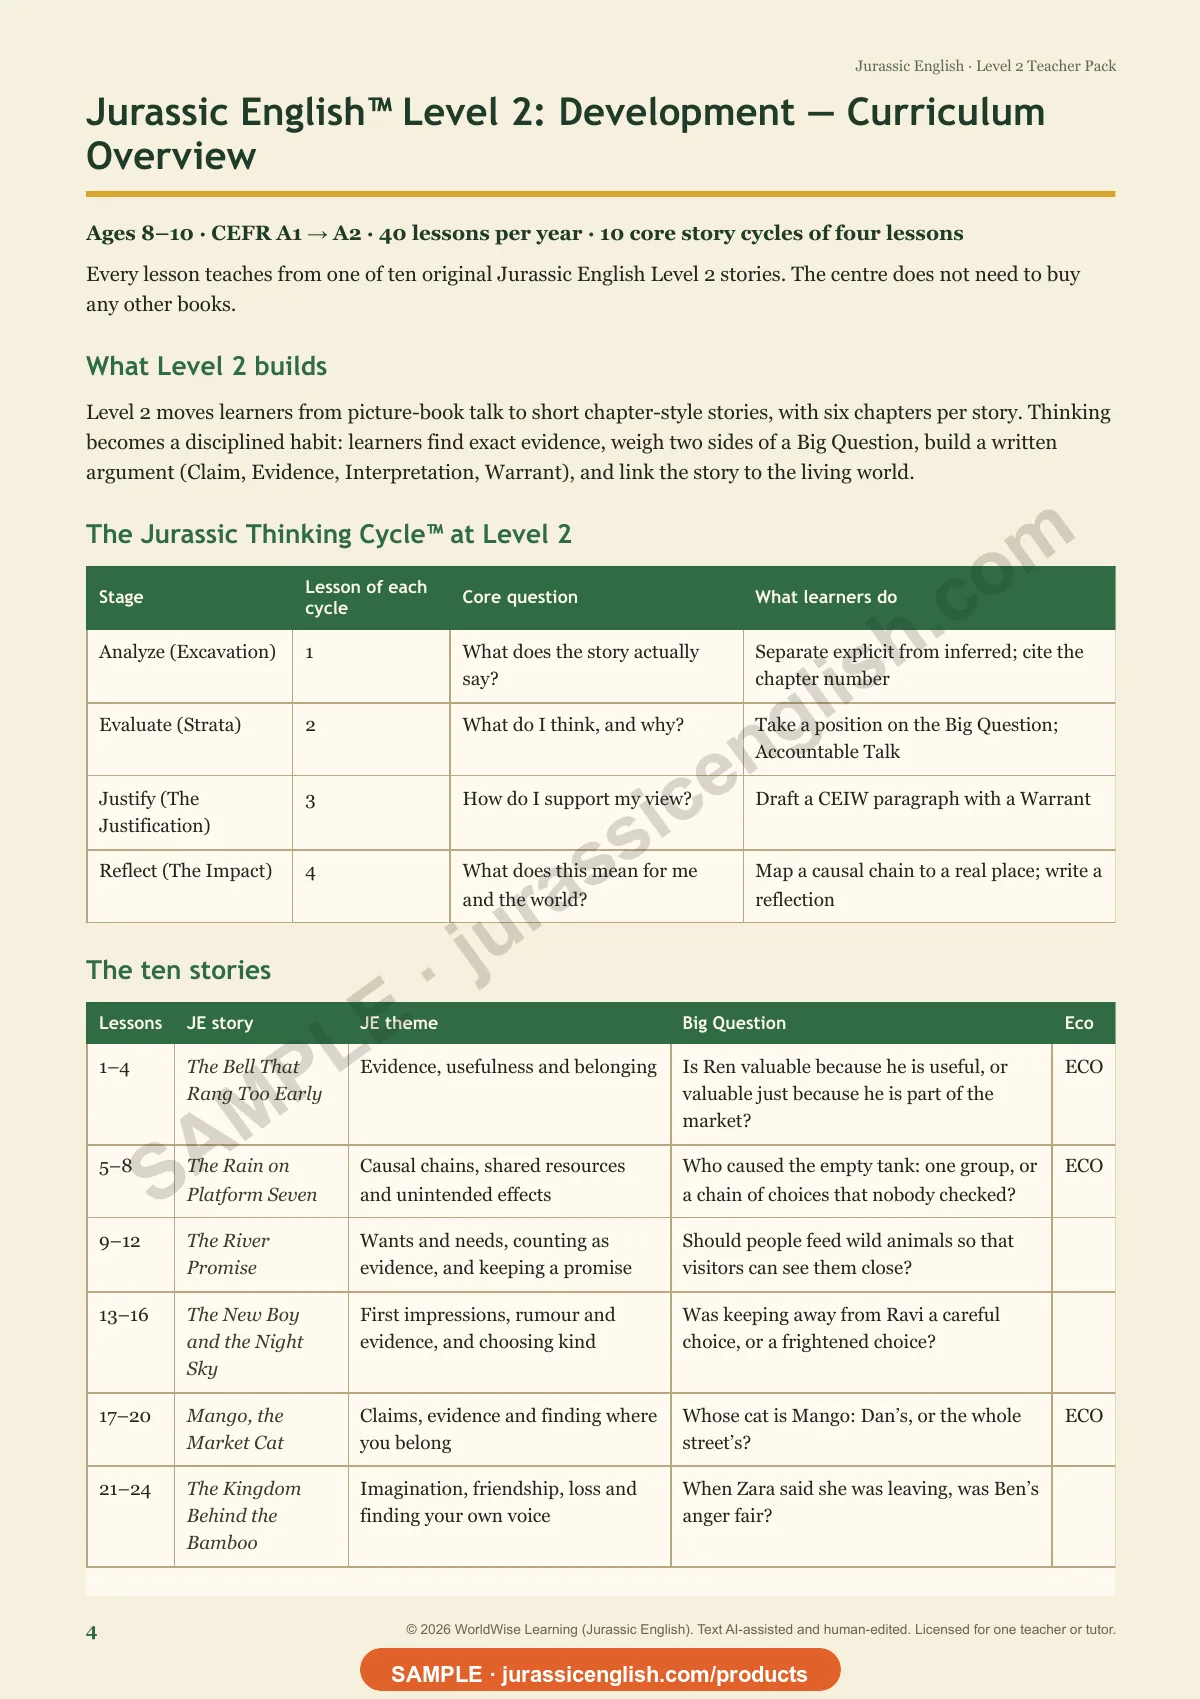 Jurassic English · Level 2 Teacher Pack
Jurassic English™ Level 2: Development — Curriculum
Overview
Ages 8–10 · CEFR A1 → A2 · 40 lessons per year · 10 core story cycles of four lessons
Every lesson teaches from one of ten original Jurassic English Level 2 stories. The centre does not need to buy
any other books.
What Level 2 builds
Level 2 moves learners from picture-book talk to short chapter-style stories, with six chapters per story. Thinking
becomes a disciplined habit: learners find exact evidence, weigh two sides of a Big Question, build a written
argument (Claim, Evidence, Interpretation, Warrant), and link the story to the living world.
The Jurassic Thinking Cycle™ at Level 2
Stage
Lesson of each
cycle
Core question
What learners do
Analyze (Excavation)
1
What does the story actually
say?
Separate explicit from inferred; cite the
chapter number
Evaluate (Strata)
2
What do I think, and why?
Take a position on the Big Question;
Accountable Talk
Justify (The
Justification)
3
How do I support my view?
Draft a CEIW paragraph with a Warrant
Reflect (The Impact)
4
What does this mean for me
and the world?
Map a causal chain to a real place; write a
reflection
The ten stories
Lessons
JE story
JE theme
Big Question
Eco
1–4
The Bell That
Rang Too Early
Evidence, usefulness and belonging
Is Ren valuable because he is useful, or
valuable just because he is part of the
market?
ECO
5–8
The Rain on
Platform Seven
Causal chains, shared resources
and unintended effects
Who caused the empty tank: one group, or
a chain of choices that nobody checked?
ECO
9–12
The River
Promise
Wants and needs, counting as
evidence, and keeping a promise
Should people feed wild animals so that
visitors can see them close?
13–16
The New Boy
and the Night
Sky
First impressions, rumour and
evidence, and choosing kind
Was keeping away from Ravi a careful
choice, or a frightened choice?
17–20
Mango, the
Market Cat
Claims, evidence and finding where
you belong
Whose cat is Mango: Dan’s, or the whole
street’s?
ECO
21–24
The Kingdom
Behind the
Bamboo
Imagination, friendship, loss and
finding your own voice
When Zara said she was leaving, was Ben’s
anger fair?
SAMPLE · jurassicenglish.com
4
© 2026 WorldWise Learning (Jurassic English). Text AI-assisted and human-edited. Licensed for one teacher or tutor.
SAMPLE · jurassicenglish.com/products